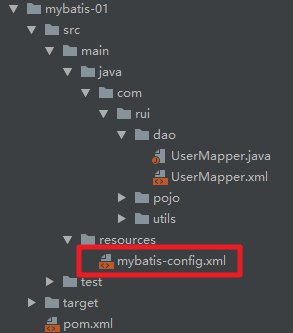 mybatis-01
src
main
java
com
rui
dao
UserMapper.java
UserMapper.xml
pojo
utils
resources
mybatis-config.xml
test
target
pom.xml